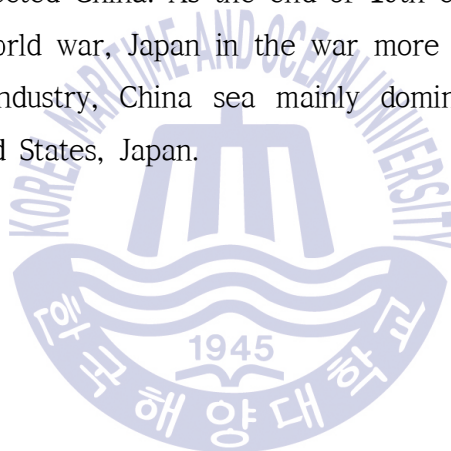 ected China. As the end of 19th
orld war, Japan in the war more
ndustry, China sea mainly domin
d States, Japan.
KOREA MARITIME AND OCEAN UNIVERSITY
1945
한국해양대학교